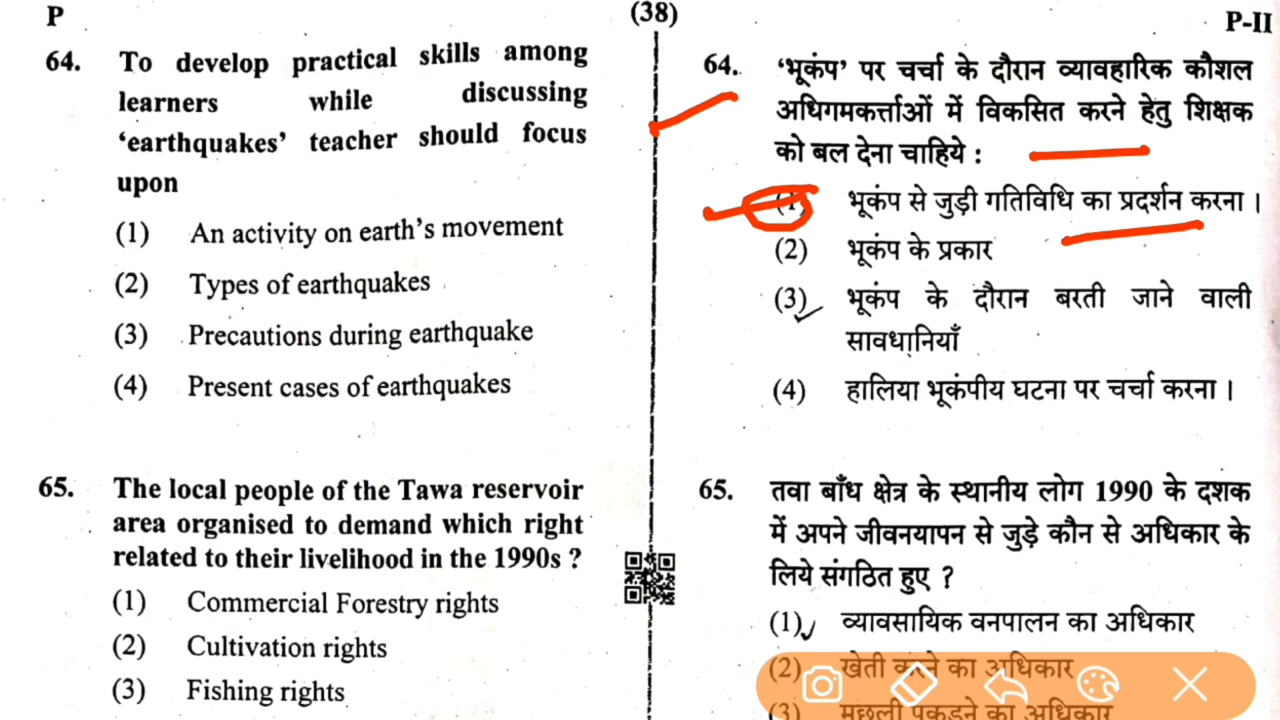 P
(38)
P-II
64. To develop practical skills among
learners while discussing
‘earthquakes’ teacher should focus
upon
(1) An activity on earth’s movement
(2) Types of earthquakes
(3) Precautions during earthquake
(4) Present cases of earthquakes
65. The local people of the Tawa reservoir
area organised to demand which right
related to their livelihood in the 1990s ?
(1) Commercial Forestry rights
(2) Cultivation rights
(3) Fishing rights
64. ‘भूकंप’ पर चर्चा के दौरान व्यावहारिक कौशल
अधिगमकर्त्ताओं में विकसित करने हेतु शिक्षक
को बल देना चाहिये :
(1) भूकंप से जुड़ी गतिविधि का प्रदर्शन करना ।
(2) भूकंप के प्रकार
(3) भूकंप के दौरान बरती जाने वाली
सावधानियाँ
(4) हालिया भूकंपीय घटना पर चर्चा करना ।
65. तवा बाँध क्षेत्र के स्थानीय लोग 1990 के दशक
में अपने जीवनयापन से जुड़े कौन से अधिकार के
लिये संगठित हुए ?
(1) व्यावसायिक वनपालन का अधिकार
(2) खेती करने का अधिकार
(3) मछली पकड़ने का अधिकार